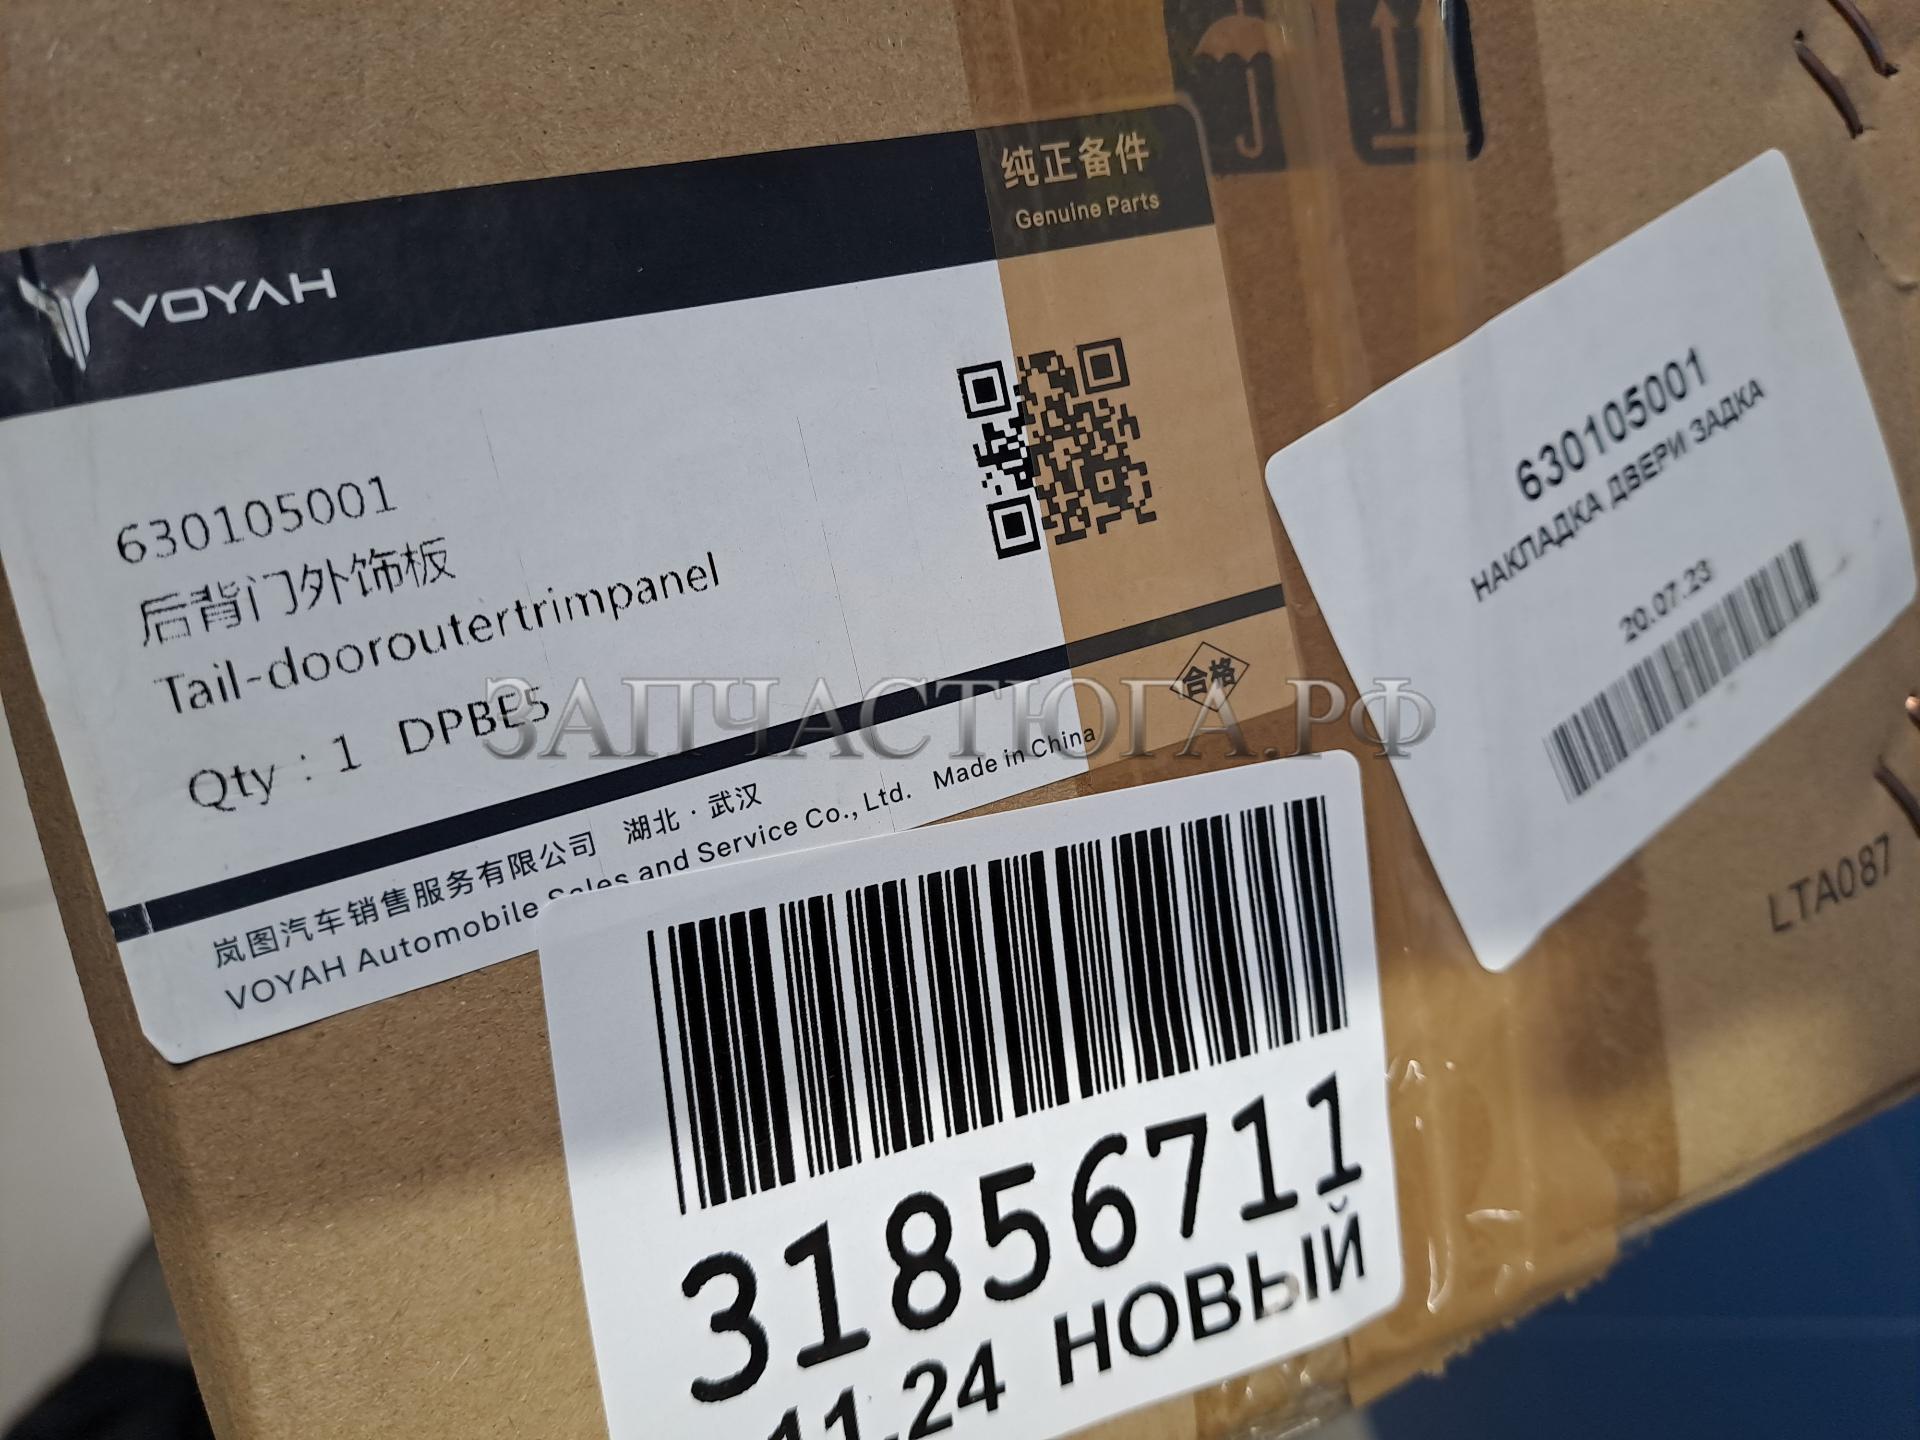 VOYAH
纯正备件
Genuine Parts
630105001
后背门外饰板
Tail-dooroutertrimpanel
Qty : 1 DPBE5
合格
岚图汽车销售服务有限公司 湖北·武汉
VOYAH Automobile Sales and Service Co., Ltd. Made in China
630105001
НАКЛАДКА ДВЕРИ ЗАДКА
20.07.23
LTA087
ЗАПЧАСТЮГА.РФ
31856711
11.24 НОВЫЙ